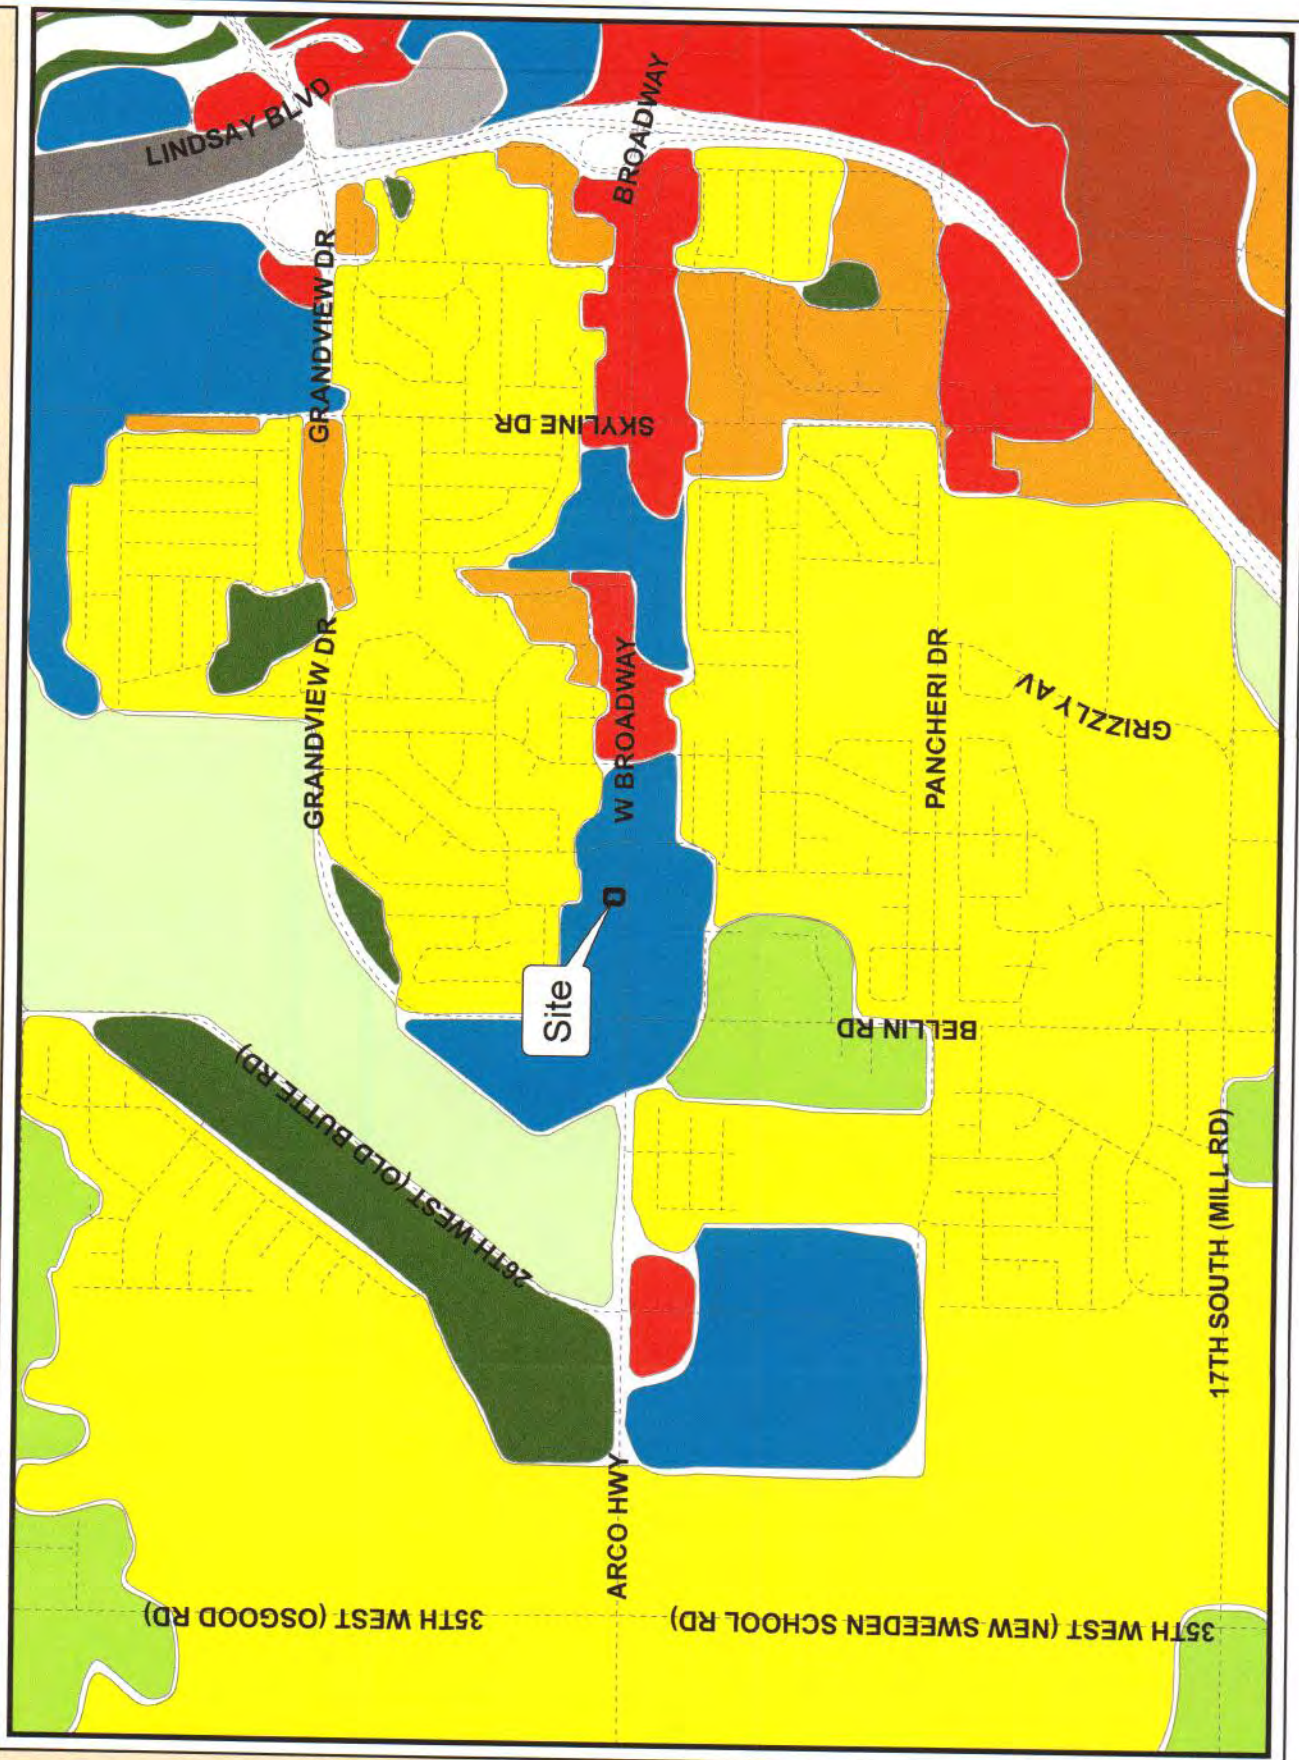 LINDSAY BLVD
BROADWAY
GRANDVIEW DR
SKYLINE DR
GRANDVIEW DR
W BROADWAY
PANCHERI DR
GRIZZLY AV
Site
BELLIN RD
26TH WEST (OLD BUTTE RD)
17TH SOUTH (MILL RD)
ARCO HWY
35TH WEST (OSGOOD RD)
35TH WEST (NEW SWEEDEN SCHOOL RD)